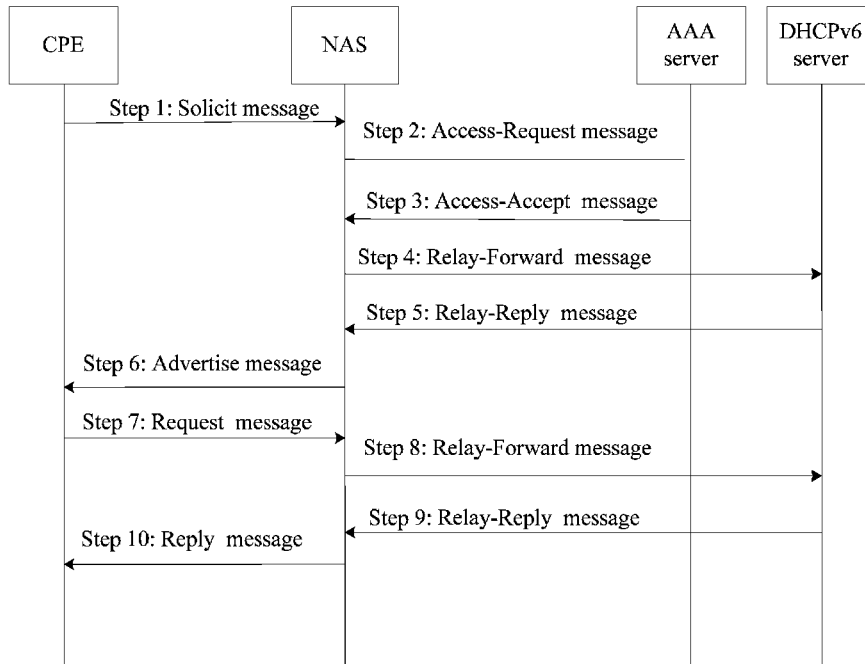 CPE
NAS
AAA
server
DHCPv6
server
Step 1: Solicit message
Step 2: Access-Request message
Step 3: Access-Accept message
Step 4: Relay-Forward message
Step 5: Relay-Reply message
Step 6: Advertise message
Step 7: Request message
Step 8: Relay-Forward message
Step 9: Relay-Reply message
Step 10: Reply message